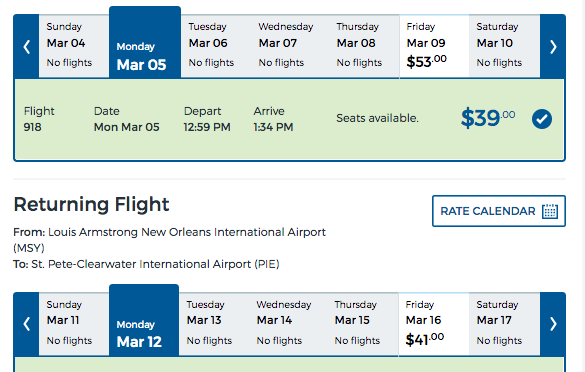 Sunday Monday Tuesday Wednesday Thursday Friday Saturday
Mar 04 Mar 05 Mar 06 Mar 07 Mar 08 Mar 09 Mar 10
No flights No flights No flights No flights $53.00 No flights
Flight Date Depart Arrive
918 Mon Mar 05 12:59 PM 1:34 PM Seats available. $39.00
Returning Flight
RATE CALENDAR
From: Louis Armstrong New Orleans International Airport
(MSY)
To: St. Pete-Clearwater International Airport (PIE)
Sunday Monday Tuesday Wednesday Thursday Friday Saturday
Mar 11 Mar 12 Mar 13 Mar 14 Mar 15 Mar 16 Mar 17
No flights No flights No flights No flights $41.00 No flights